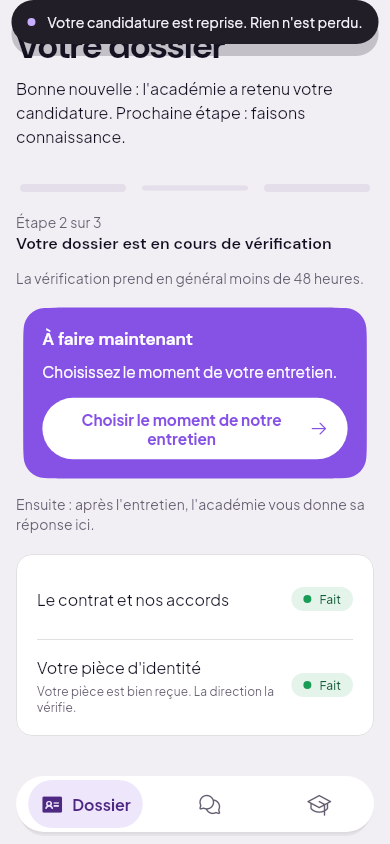 Votre candidature est reprise. Rien n'est perdu.
Votre dossier
Bonne nouvelle : l'académie a retenu votre
candidature. Prochaine étape : faisons
connaissance.
Étape 2 sur 3
Votre dossier est en cours de vérification
La vérification prend en général moins de 48 heures.
À faire maintenant
Choisissez le moment de votre entretien.
Choisir le moment de notre
entretien
Ensuite : après l'entretien, l'académie vous donne sa
réponse ici.
Le contrat et nos accords
Fait
Votre pièce d'identité
Votre pièce est bien reçue. La direction la
vérifie.
Fait
Dossier